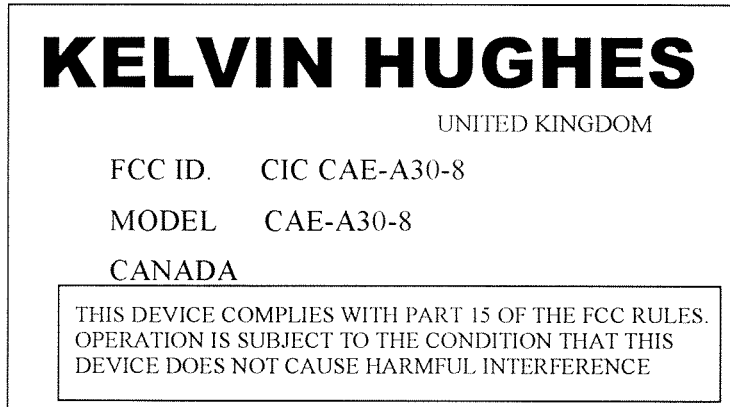 KELVIN HUGHES
UNITED KINGDOM
FCC ID. CIC CAE-A30-8
MODEL CAE-A30-8
CANADA
THIS DEVICE COMPLIES WITH PART 15 OF THE FCC RULES.
OPERATION IS SUBJECT TO THE CONDITION THAT THIS
DEVICE DOES NOT CAUSE HARMFUL INTERFERENCE